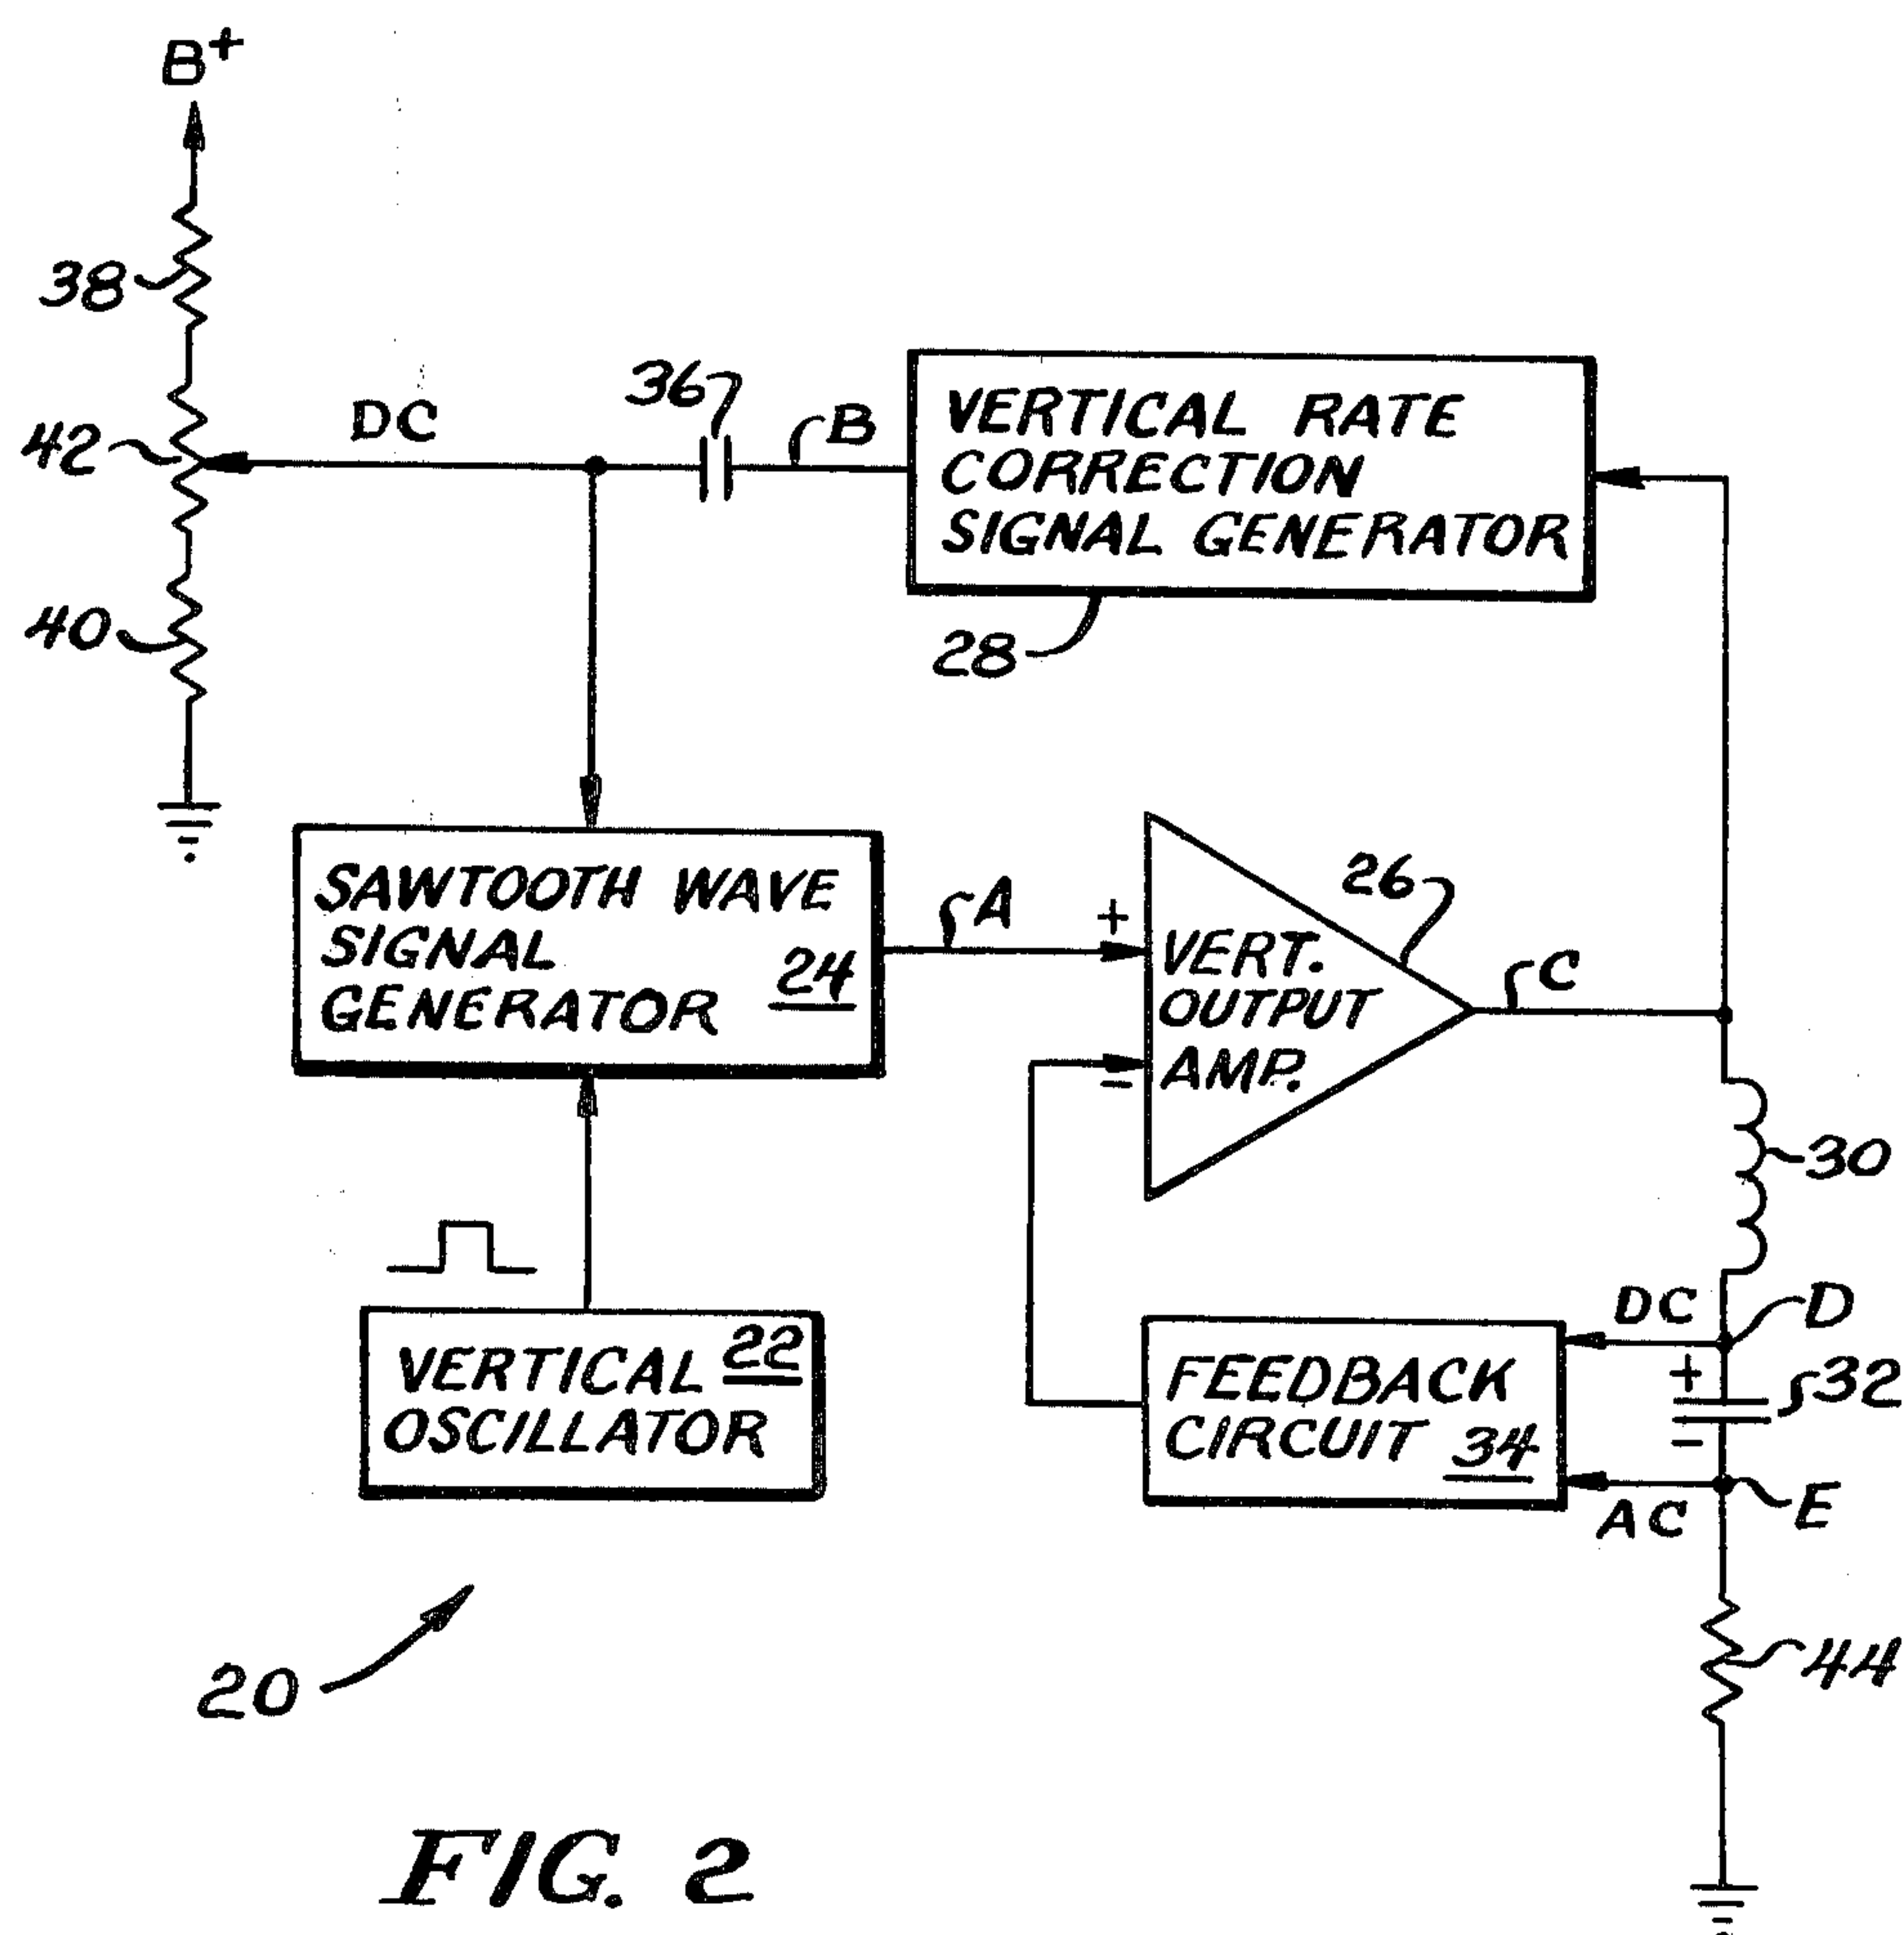 B+
38
36
DC
B
VERTICAL RATE
CORRECTION
SIGNAL GENERATOR
42
40
28
SAWTOOTH WAVE
SIGNAL
GENERATOR 24
A
+
26
VERT.
OUTPUT
AMP.
-
C
30
VERTICAL 22
OSCILLATOR
DC
D
FEEDBACK
CIRCUIT 34
+
32
-
AC
E
20
44
FIG. 2